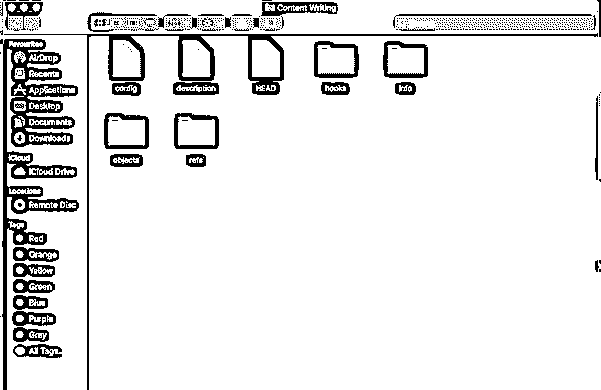 Content Writing
Favourites
AirDrop
Recents
Applications
Desktop
Documents
Downloads
iCloud
iCloud Drive
Locations
Remote Disc
Tags
Red
Orange
Yellow
Green
Blue
Purple
Gray
All Tags...
config
description
HEAD
hooks
info
objects
refs